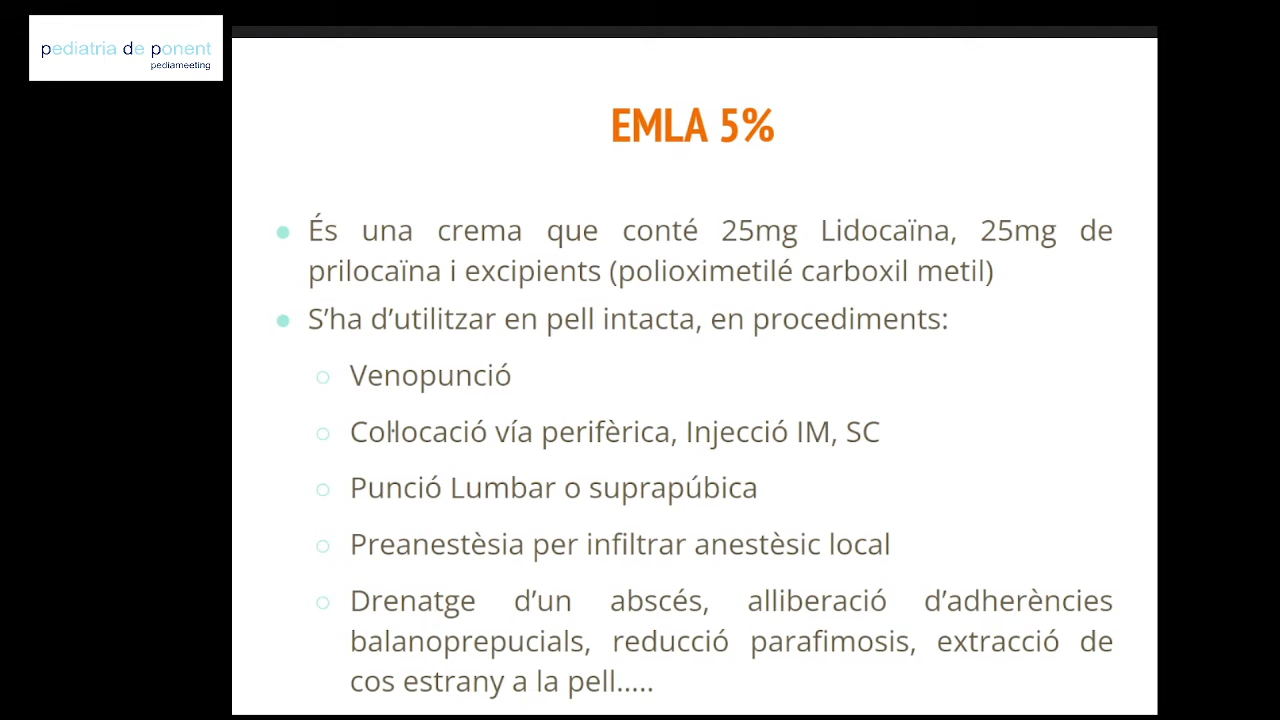 pediatria de ponent
pediameeting
EMLA 5%
● És una crema que conté 25mg Lidocaïna, 25mg de
prilocaïna i excipients (polioximetilé carboxil metil)
● S’ha d’utilitzar en pell intacta, en procediments:
○ Venopunció
○ Col·locació vía perifèrica, Injecció IM, SC
○ Punció Lumbar o suprapúbica
○ Preanestèsia per infiltrar anestèsic local
○ Drenatge d’un abscés, alliberació d’adherències
balanoprepucials, reducció parafimosis, extracció de
cos estrany a la pell.....